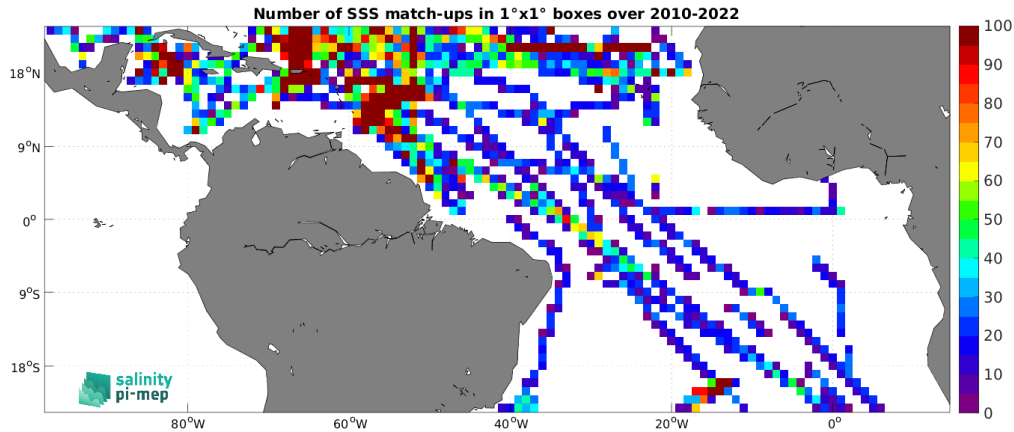 Number of SSS match-ups in 1°x1° boxes over 2010-2022
100
90
80
70
60
50
40
30
20
10
0
18°N
9°N
0°
9°S
18°S
80°W
60°W
40°W
20°W
0°
salinity
pi-mep